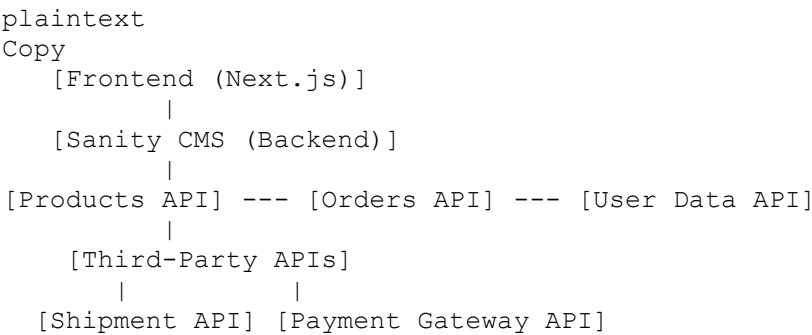 plaintext
Copy
   [Frontend (Next.js)]
          |
   [Sanity CMS (Backend)]
          |
[Products API] --- [Orders API] --- [User Data API]
          |
    [Third-Party APIs]
       |          |
  [Shipment API] [Payment Gateway API]